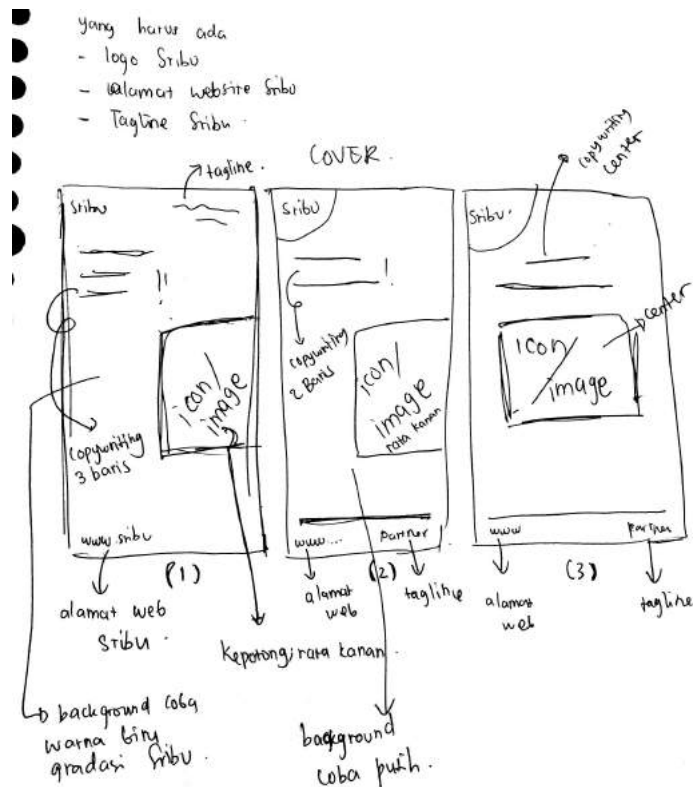 yang harus ada
- logo Sribu
- alamat website Sribu
- Tagline Sribu.
COVER.
tagline.
copywriting
center
Sribu
copywriting
3 baris
icon/
image
www.sribu
(1)
alamat web
Sribu.
Kepotong, rata kanan.
background coba
warna biru
gradasi Sribu.
Sribu
copywriting
2 Baris
icon/
image
rata kanan
www...
partner
(2)
alamat
web
tagline
background
coba putih.
Sribu.
center
icon/
image
www
partner
(3)
alamat
web
tagline